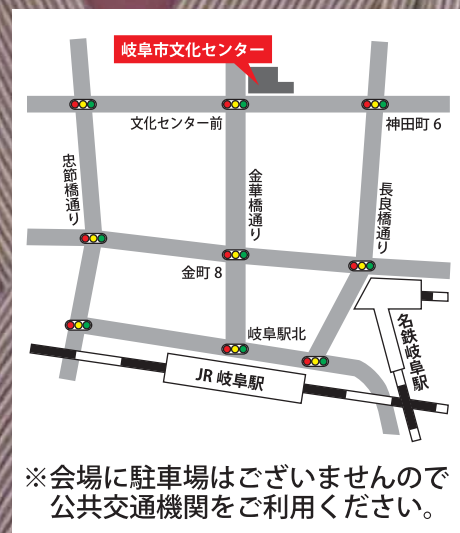 岐阜市文化センター
文化センター前
神田町6
忠節橋通り
金華橋通り
長良橋通り
金町8
岐阜駅北
名鉄岐阜駅
JR岐阜駅
※会場に駐車場はございませんので
公共交通機関をご利用ください。